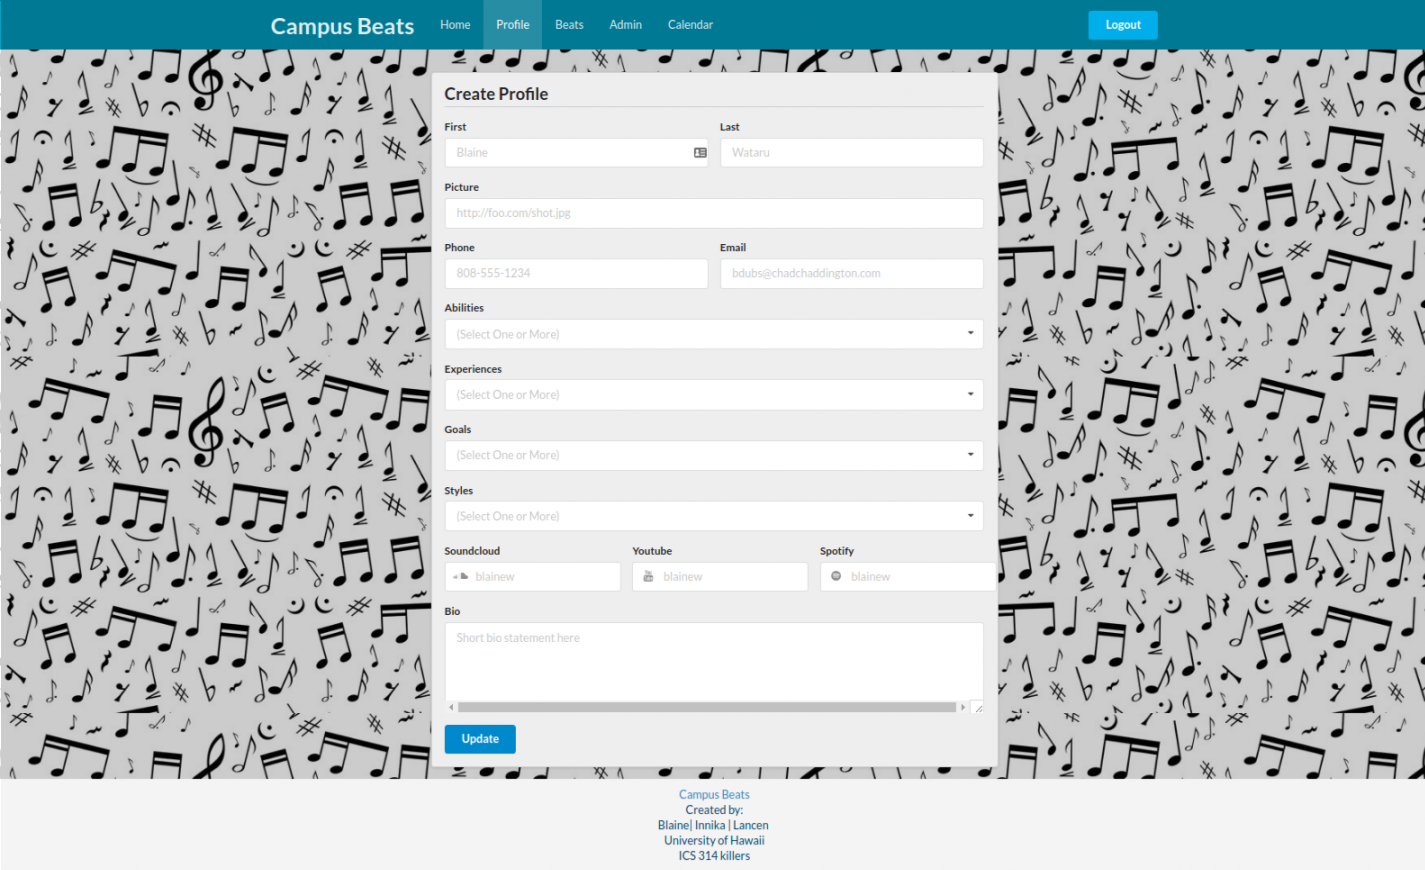 Campus Beats Home Profile Beats Admin Calendar Logout
Create Profile
First Last
Blaine Wataru
Picture
http://foo.com/shot.jpg
Phone Email
808-555-1234 bdubs@chadchaddington.com
Abilities
(Select One or More)
Experiences
(Select One or More)
Goals
(Select One or More)
Styles
(Select One or More)
Soundcloud Youtube Spotify
blainew blainew blainew
Bio
Short bio statement here
Update
Campus Beats
Created by:
Blaine| Innika | Lancen
University of Hawaii
ICS 314 killers